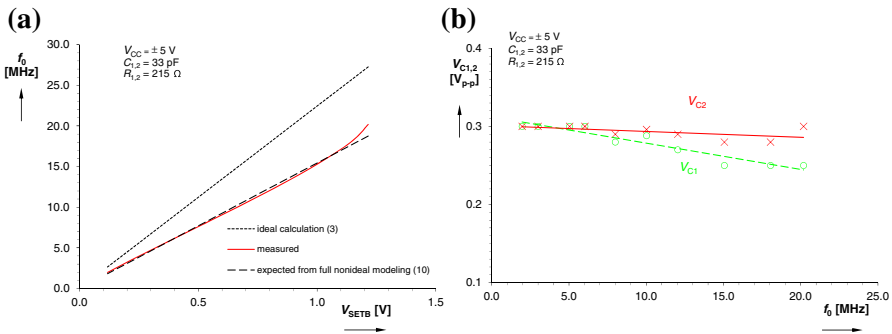 (a)
f0
[MHz]
30.0
25.0
20.0
15.0
10.0
5.0
0.0
VCC = ± 5 V
C1,2 = 33 pF
R1,2 = 215 Ω
ideal calculation (3)
measured
expected from full nonideal modeling (10)
0.0
0.5
1.0
1.5
VSETB [V]
(b)
VC1,2
[Vp-p]
0.4
0.3
0.2
0.1
VCC = ± 5 V
C1,2 = 33 pF
R1,2 = 215 Ω
VC2
VC1
0.0
5.0
10.0
15.0
20.0
25.0
f0 [MHz]